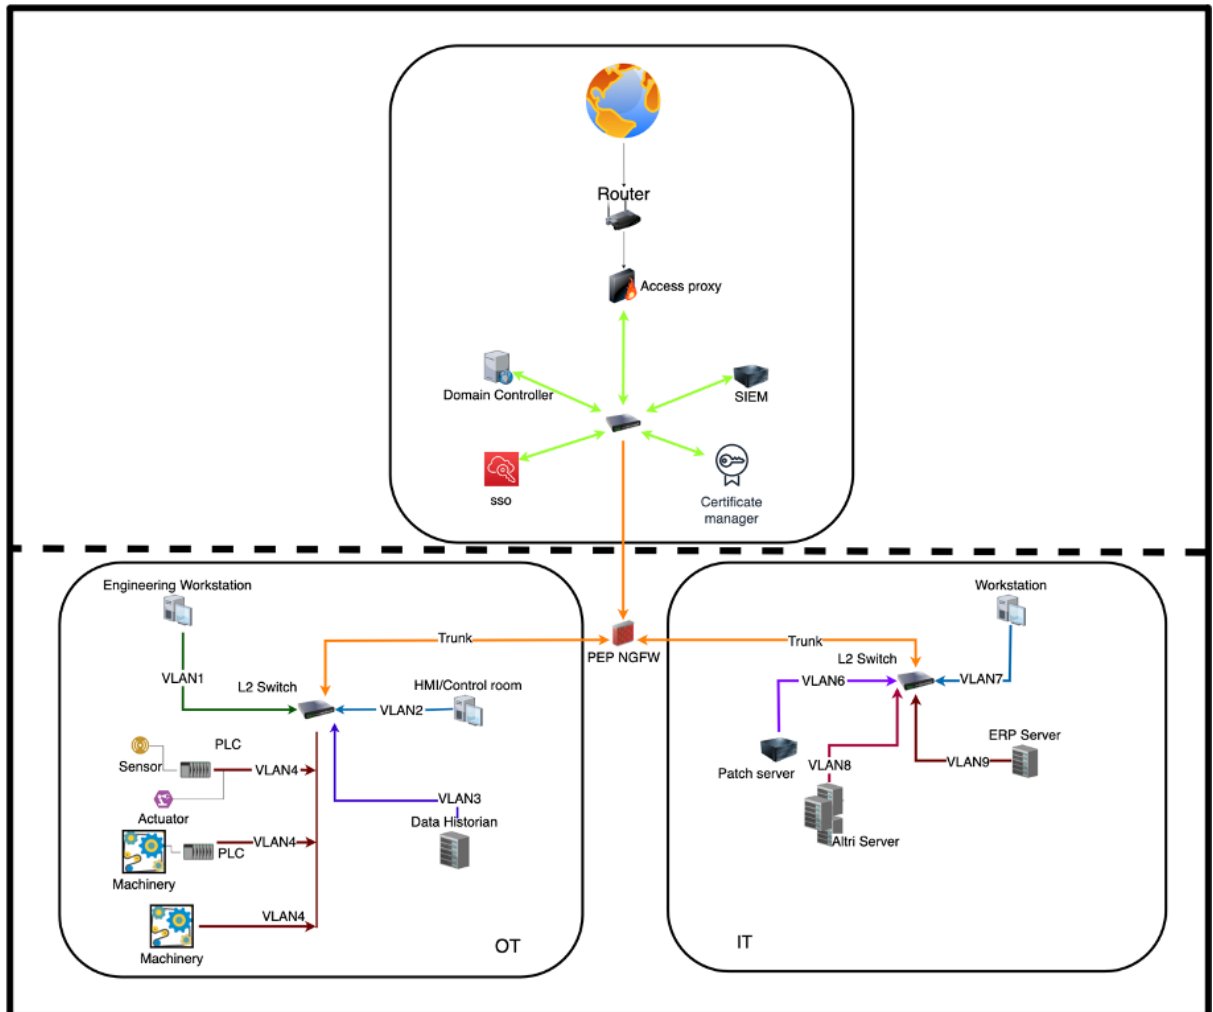 Router
Access proxy
Domain Controller
SIEM
sso
Certificate
manager
Engineering Workstation
Workstation
Trunk
PEP NGFW
Trunk
L2 Switch
VLAN1
L2 Switch
HMI/Control room
VLAN2
VLAN6
VLAN7
PLC
Sensor
VLAN4
Actuator
VLAN3
Data Historian
Patch server
VLAN8
ERP Server
VLAN9
Altri Server
VLAN4
PLC
Machinery
VLAN4
Machinery
OT
IT